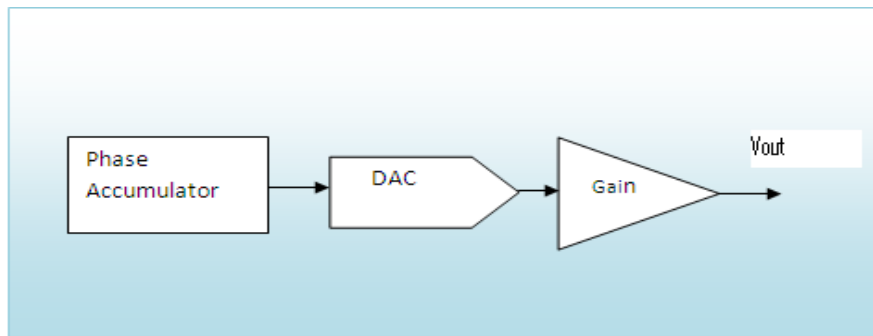 Phase
Accumulator
DAC
Gain
Vout